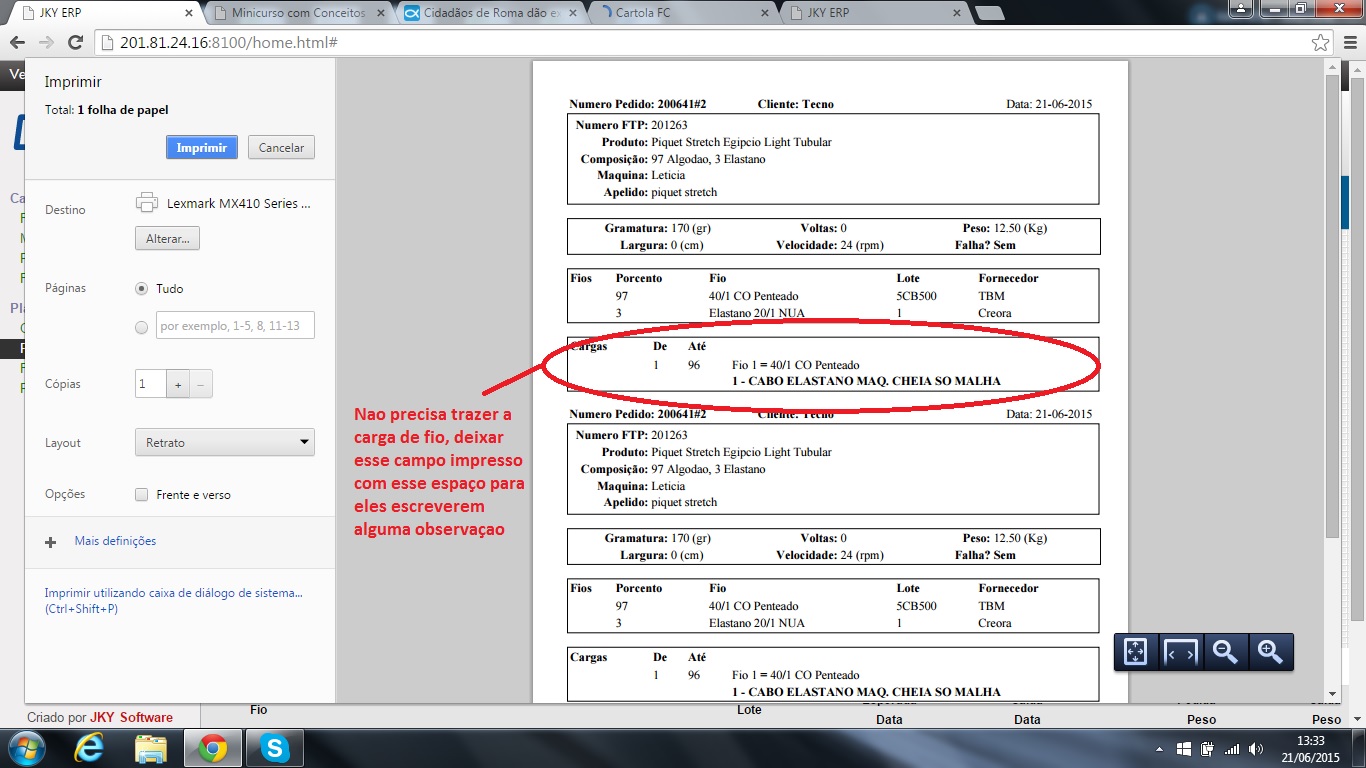 JKY ERP
Minicurso com Conceitos
Cidadãos de Roma dão ex
Cartola FC
JKY ERP
201.81.24.16:8100/home.html#
Ve
Imprimir
Total: 1 folha de papel
Imprimir
Cancelar
Destino
Lexmark MX410 Series ...
Alterar...
Páginas
Tudo
por exemplo, 1-5, 8, 11-13
Cópias
1
+
–
Layout
Retrato
Opções
Frente e verso
+ Mais definições
Imprimir utilizando caixa de diálogo de sistema...
(Ctrl+Shift+P)
Numero Pedido: 200641#2 Cliente: Tecno Data: 21-06-2015
Numero FTP: 201263
Produto: Piquet Stretch Egipcio Light Tubular
Composição: 97 Algodao, 3 Elastano
Maquina: Leticia
Apelido: piquet stretch
Gramatura: 170 (gr) Voltas: 0 Peso: 12.50 (Kg)
Largura: 0 (cm) Velocidade: 24 (rpm) Falha? Sem
Fios Porcento Fio Lote Fornecedor
97 40/1 CO Penteado 5CB500 TBM
3 Elastano 20/1 NUA 1 Creora
Cargas De Até
1 96 Fio 1 = 40/1 CO Penteado
1 - CABO ELASTANO MAQ. CHEIA SO MALHA
Nao precisa trazer a
carga de fio, deixar
esse campo impresso
com esse espaço para
eles escreverem
alguma observaçao
Numero Pedido: 200641#2 Cliente: Tecno Data: 21-06-2015
Numero FTP: 201263
Produto: Piquet Stretch Egipcio Light Tubular
Composição: 97 Algodao, 3 Elastano
Maquina: Leticia
Apelido: piquet stretch
Gramatura: 170 (gr) Voltas: 0 Peso: 12.50 (Kg)
Largura: 0 (cm) Velocidade: 24 (rpm) Falha? Sem
Fios Porcento Fio Lote Fornecedor
97 40/1 CO Penteado 5CB500 TBM
3 Elastano 20/1 NUA 1 Creora
Cargas De Até
1 96 Fio 1 = 40/1 CO Penteado
1 - CABO ELASTANO MAQ. CHEIA SO MALHA
Criado por JKY Software
Fio Lote
Data Data Peso Peso
13:33
21/06/2015